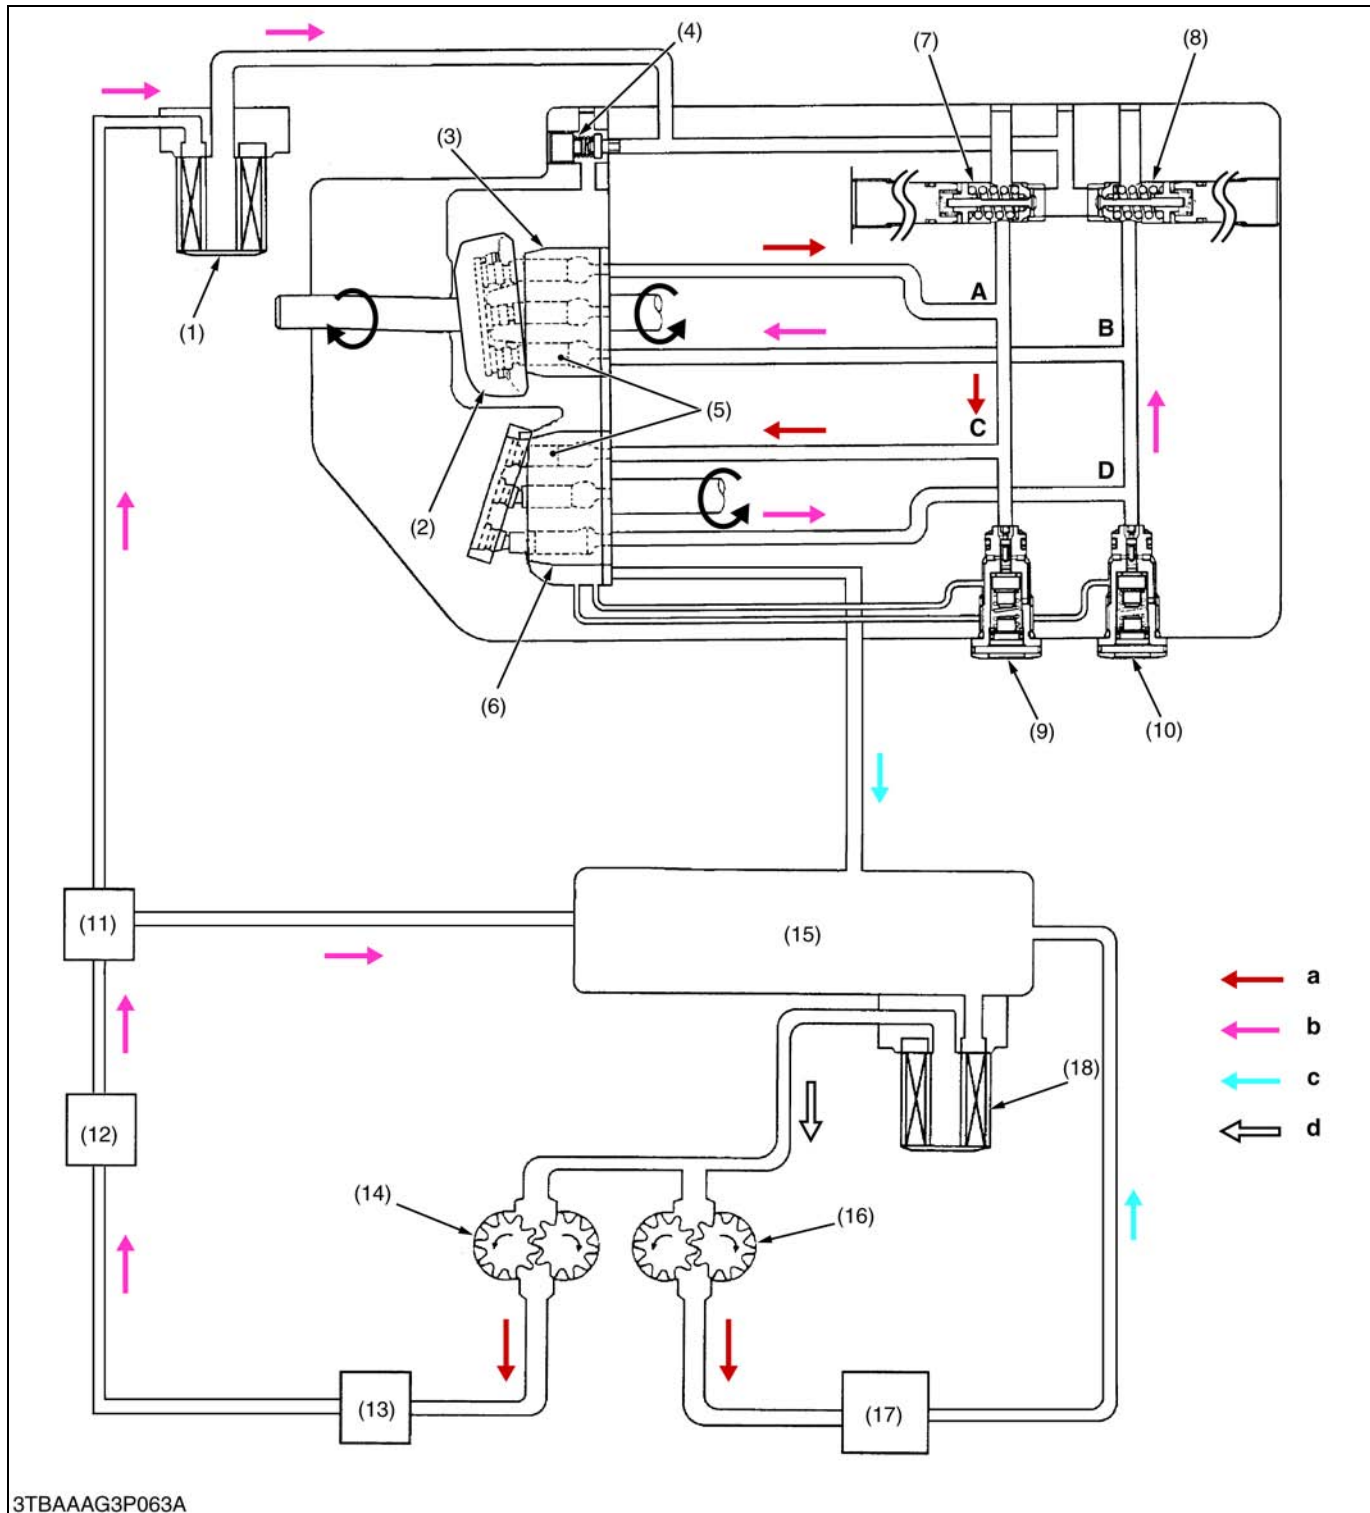 (4)
(7)
(8)
(3)
(1)
A
B
(5)
C
D
(2)
(6)
(9)
(10)
(11)
(15)
a
b
c
(18)
(12)
d
(14)
(16)
(13)
(17)
3TBAAAG3P063A